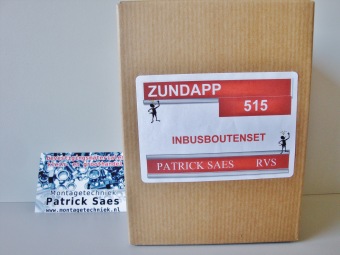 ZUNDAPP
515
INBUSBOUTENSET
PATRICK SAES RVS
Montagetechniek
Patrick Saes
www.montagetechniek.nl